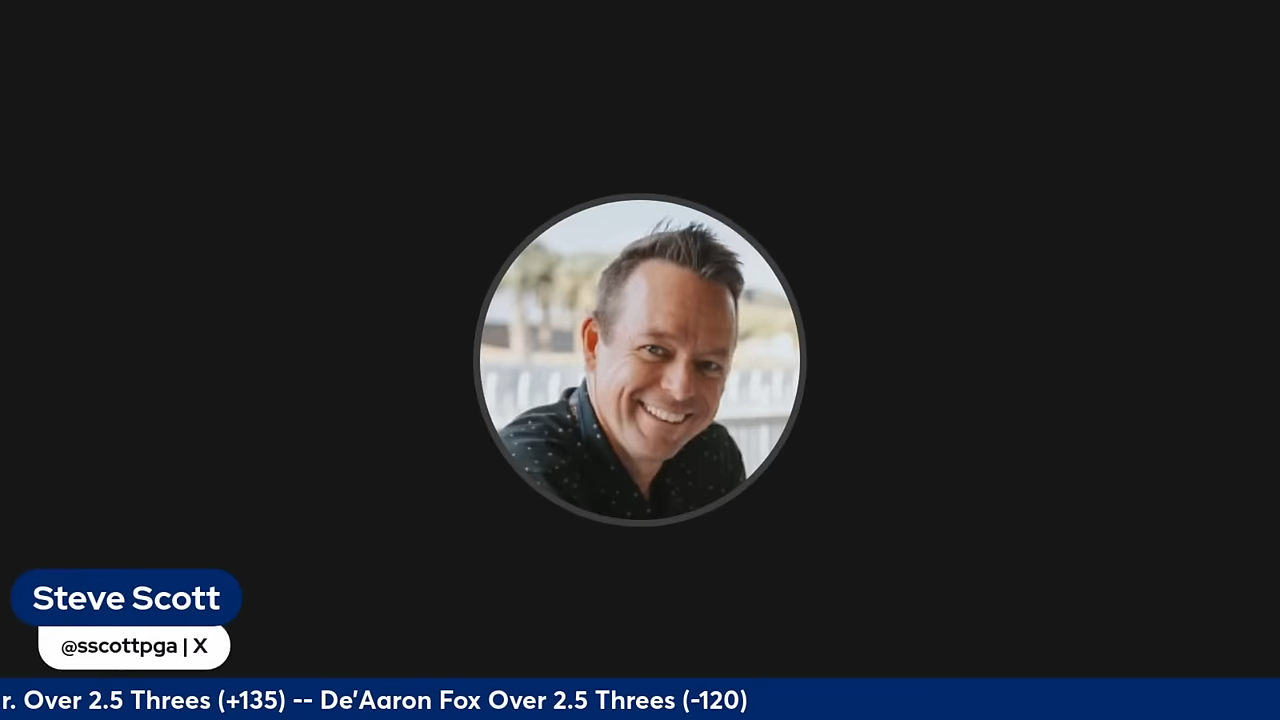 Steve Scott
@sscottpga | X
r. Over 2.5 Threes (+135) -- De'Aaron Fox Over 2.5 Threes (-120)